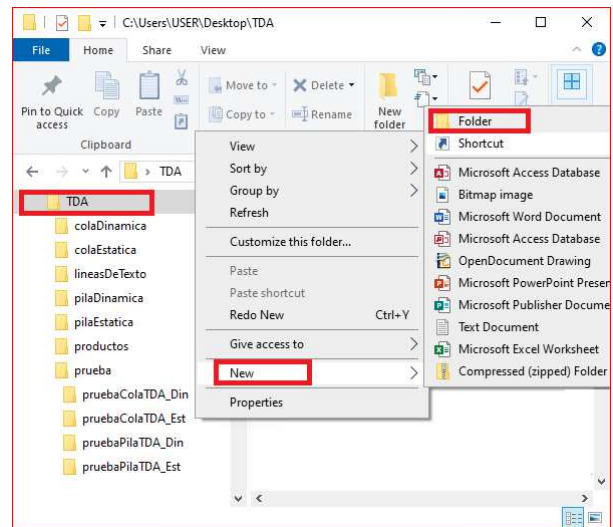 C:\Users\USER\Desktop\TDA
File Home Share View
Pin to Quick access
Copy
Paste
Move to
Copy to
Delete
Rename
New folder
Clipboard
TDA
TDA
colaDinamica
colaEstatica
lineasDeTexto
pilaDinamica
pilaEstatica
productos
prueba
pruebaColaTDA_Din
pruebaColaTDA_Est
pruebaPilaTDA_Din
pruebaPilaTDA_Est
View
Sort by
Group by
Refresh
Customize this folder...
Paste
Paste shortcut
Redo New Ctrl+Y
Give access to
New
Properties
Folder
Shortcut
Microsoft Access Database
Bitmap image
Microsoft Word Document
Microsoft Access Database
OpenDocument Drawing
Microsoft PowerPoint Presen
Microsoft Publisher Docume
Text Document
Microsoft Excel Worksheet
Compressed (zipped) Folder